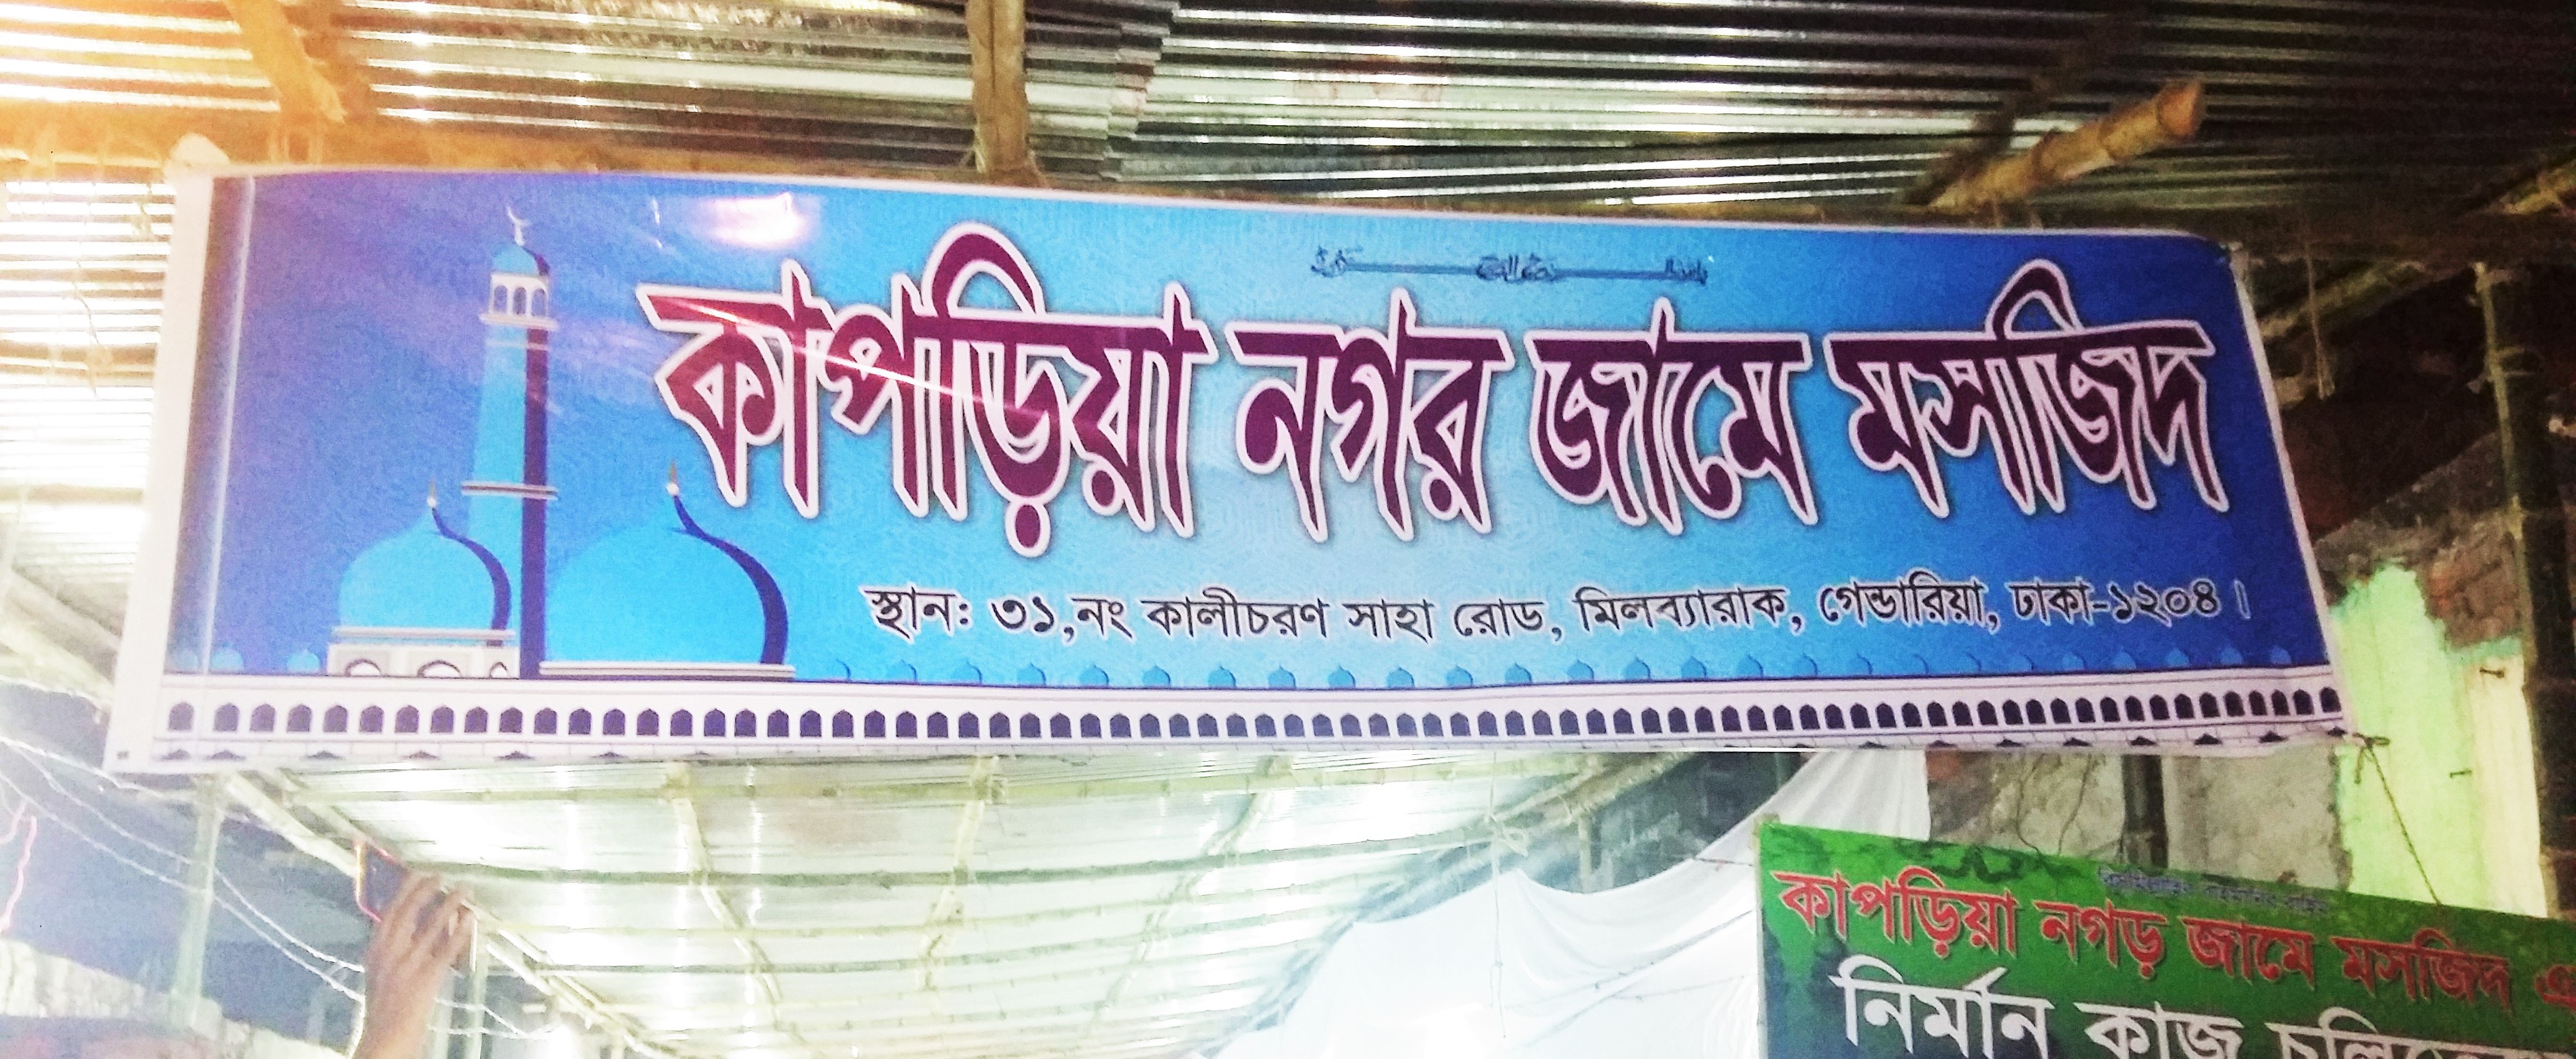 কাপড়িয়া নগর জামে মসজিদ
স্থান: ৩১,নং কালীচরণ সাহা রোড, মিলব্যারাক, গেন্ডারিয়া, ঢাকা-১২০৪।
কাপড়িয়া নগড় জামে মসজিদ
নির্মান কাজ